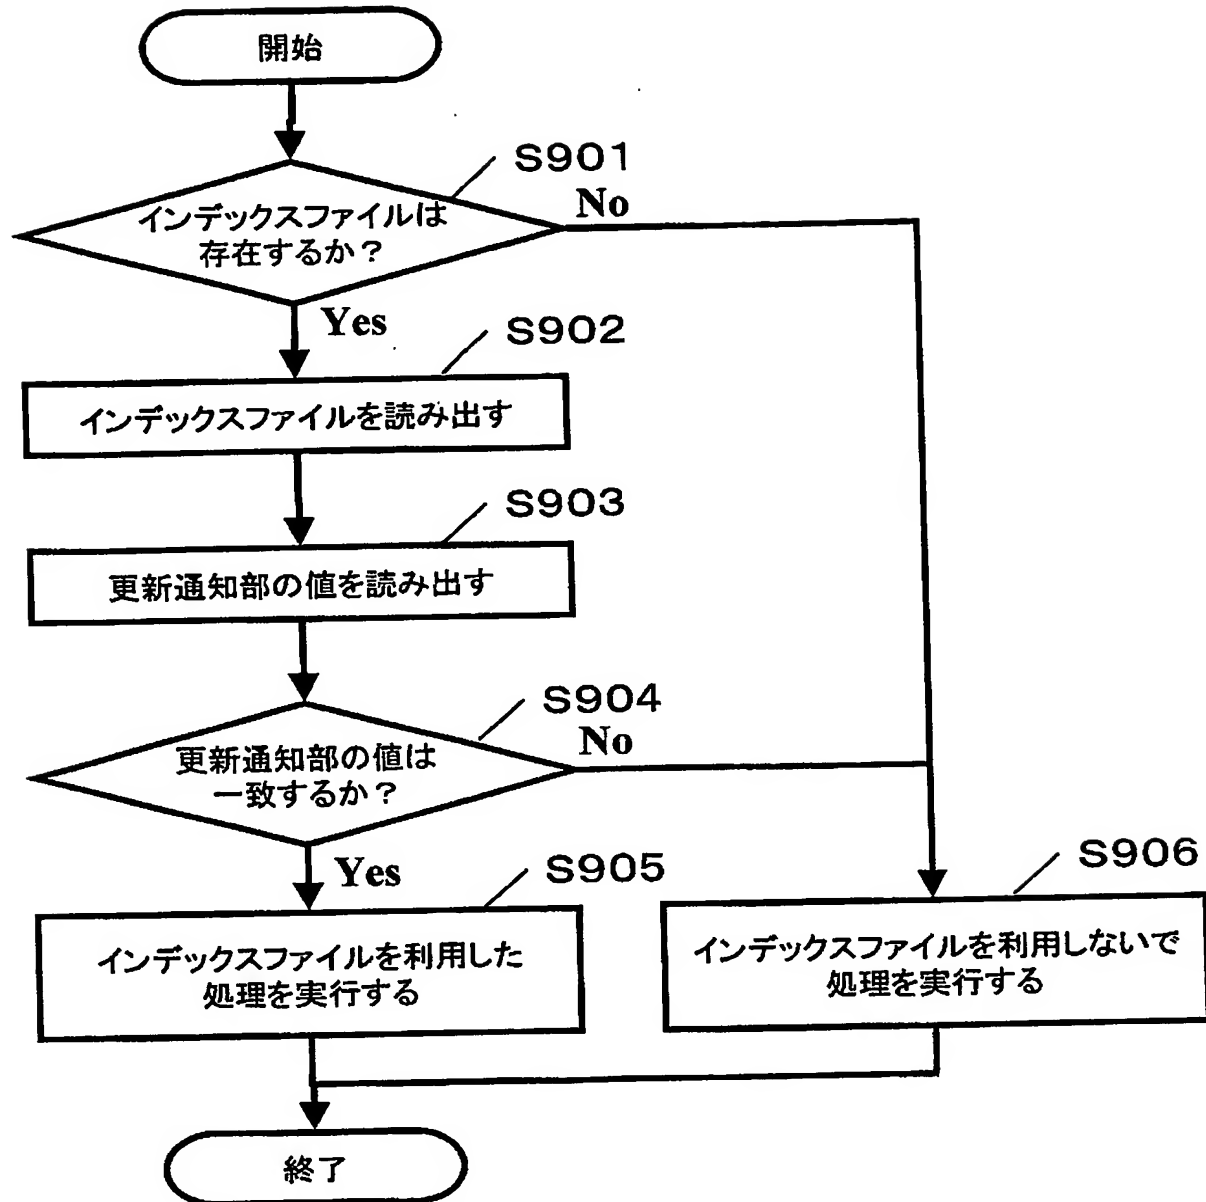 開始
S901
インデックスファイルは
存在するか？
No
Yes
S902
インデックスファイルを読み出す
S903
更新通知部の値を読み出す
S904
更新通知部の値は
一致するか？
No
Yes
S905
インデックスファイルを利用した
処理を実行する
S906
インデックスファイルを利用しないで
処理を実行する
終了